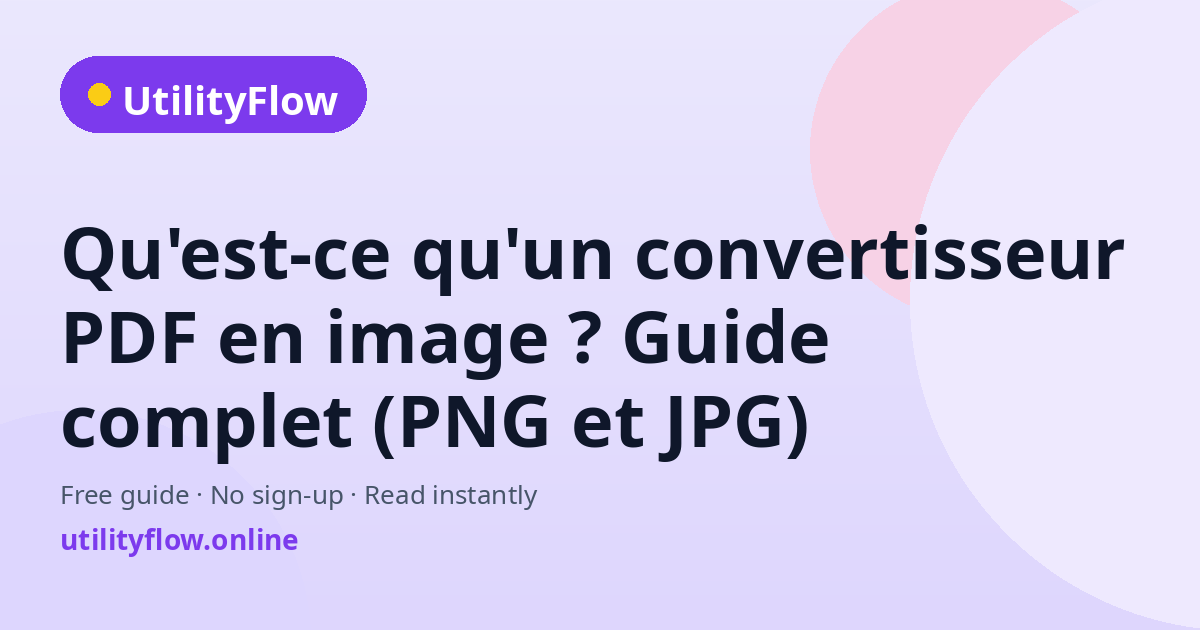 UtilityFlow
Qu'est-ce qu'un convertisseur
PDF en image ? Guide
complet (PNG et JPG)
Free guide · No sign-up · Read instantly
utilityflow.online